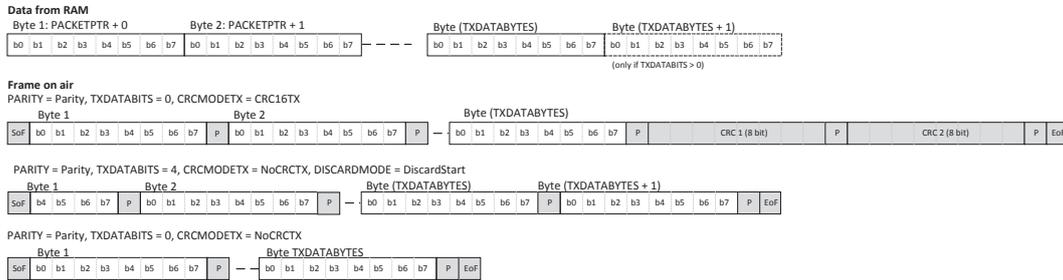 Data from RAM
Byte 1: PACKETPTR + 0 Byte 2: PACKETPTR + 1 Byte (TXDATABYTES) Byte (TXDATABYTES + 1)
b0 b1 b2 b3 b4 b5 b6 b7 b0 b1 b2 b3 b4 b5 b6 b7 b0 b1 b2 b3 b4 b5 b6 b7 b0 b1 b2 b3 b4 b5 b6 b7
(only if TXDATABITS > 0)
Frame on air
PARITY = Parity, TXDATABITS = 0, CRCMODETX = CRC16TX
Byte 1 Byte 2 Byte (TXDATABYTES)
SoF b0 b1 b2 b3 b4 b5 b6 b7 P b0 b1 b2 b3 b4 b5 b6 b7 P b0 b1 b2 b3 b4 b5 b6 b7 P CRC 1 (8 bit) P CRC 2 (8 bit) P EoF
PARITY = Parity, TXDATABITS = 4, CRCMODETX = NoCRCTX, DISCARDMODE = DiscardStart
Byte 1 Byte 2 Byte (TXDATABYTES) Byte (TXDATABYTES + 1)
SoF b4 b5 b6 b7 P b0 b1 b2 b3 b4 b5 b6 b7 P b0 b1 b2 b3 b4 b5 b6 b7 P b0 b1 b2 b3 b4 b5 b6 b7 P EoF
PARITY = Parity, TXDATABITS = 0, CRCMODETX = NoCRCTX
Byte 1 Byte TXDATABYTES
SoF b0 b1 b2 b3 b4 b5 b6 b7 P b0 b1 b2 b3 b4 b5 b6 b7 P EoF